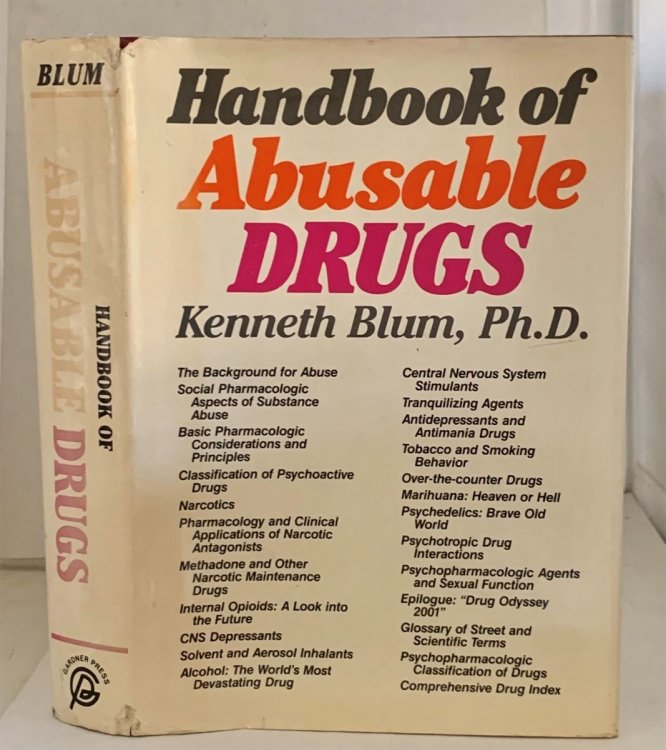 BLUM
ABUSABLE DRUGS
HANDBOOK OF
GARDNER PRESS
Handbook of
Abusable
DRUGS
Kenneth Blum, Ph.D.
The Background for Abuse
Social Pharmacologic
Aspects of Substance
Abuse
Basic Pharmacologic
Considerations and
Principles
Classification of Psychoactive
Drugs
Narcotics
Pharmacology and Clinical
Applications of Narcotic
Antagonists
Methadone and Other
Narcotic Maintenance
Drugs
Internal Opioids: A Look into
the Future
CNS Depressants
Solvent and Aerosol Inhalants
Alcohol: The World's Most
Devastating Drug
Central Nervous System
Stimulants
Tranquilizing Agents
Antidepressants and
Antimania Drugs
Tobacco and Smoking
Behavior
Over-the-counter Drugs
Marihuana: Heaven or Hell
Psychedelics: Brave Old
World
Psychotropic Drug
Interactions
Psychopharmacologic Agents
and Sexual Function
Epilogue: "Drug Odyssey
2001"
Glossary of Street and
Scientific Terms
Psychopharmacologic
Classification of Drugs
Comprehensive Drug Index